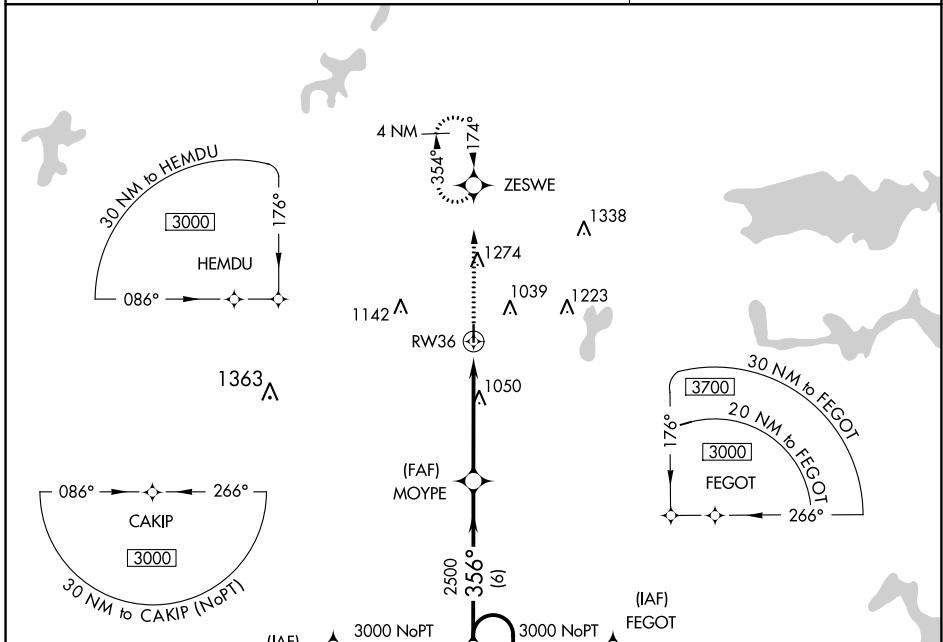 4 NM
174°
354°
ZESWE
30 NM to HEMDU
3000
176°
HEMDU
086°
1338
1274
1039
1223
1142
RW36
1363
1050
30 NM to FEGOT
3700
20 NM to FEGOT
176°
3000
FEGOT
266°
(FAF)
MOYPE
086°
266°
CAKIP
3000
30 NM to CAKIP (NoPT)
2500
356°
(6)
(IAF)
FEGOT
(IAF)
3000 NoPT
3000 NoPT